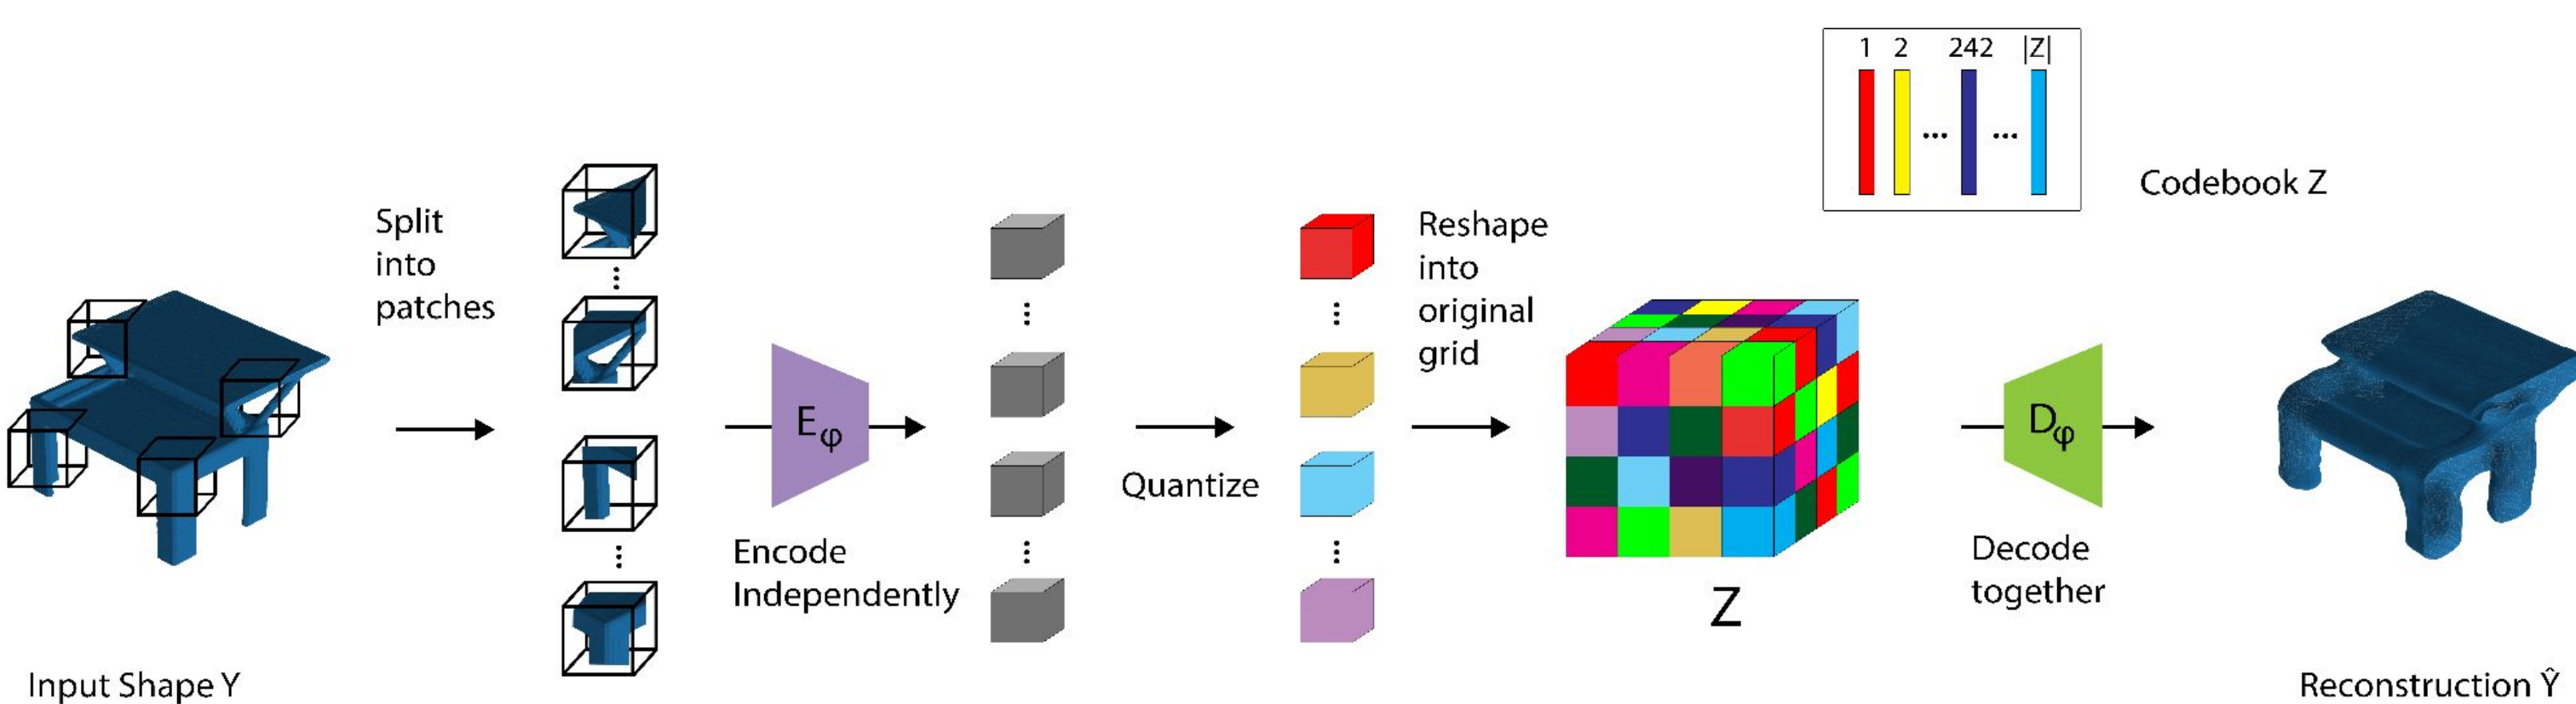 1 2 242 |Z|
... ...
Codebook Z
Split
into
patches
Reshape
into
original
grid
Eφ
Dφ
Quantize
Encode
Independently
Decode
together
Z
Input Shape Y
Reconstruction Ŷ